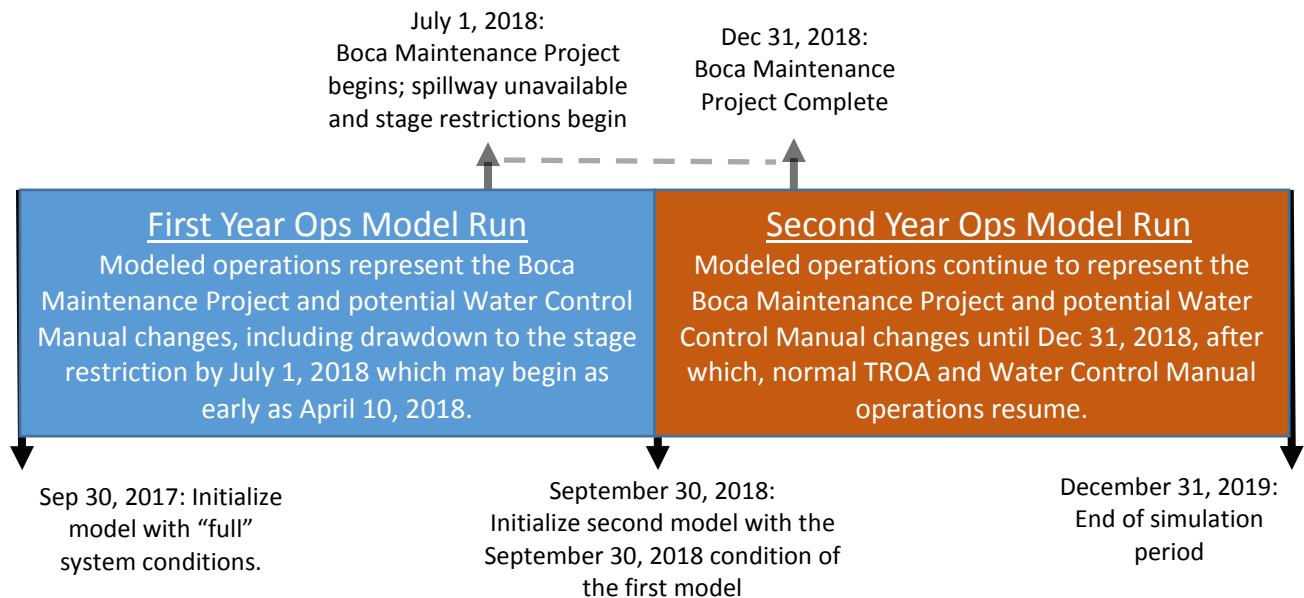 July 1, 2018:
Boca Maintenance Project
begins; spillway unavailable
and stage restrictions begin
Dec 31, 2018:
Boca Maintenance
Project Complete
First Year Ops Model Run
Modeled operations represent the Boca
Maintenance Project and potential Water Control
Manual changes, including drawdown to the stage
restriction by July 1, 2018 which may begin as
early as April 10, 2018.
Second Year Ops Model Run
Modeled operations continue to represent the
Boca Maintenance Project and potential Water
Control Manual changes until Dec 31, 2018, after
which, normal TROA and Water Control Manual
operations resume.
Sep 30, 2017: Initialize
model with “full”
system conditions.
September 30, 2018:
Initialize second model with the
September 30, 2018 condition of
the first model
December 31, 2019:
End of simulation
period